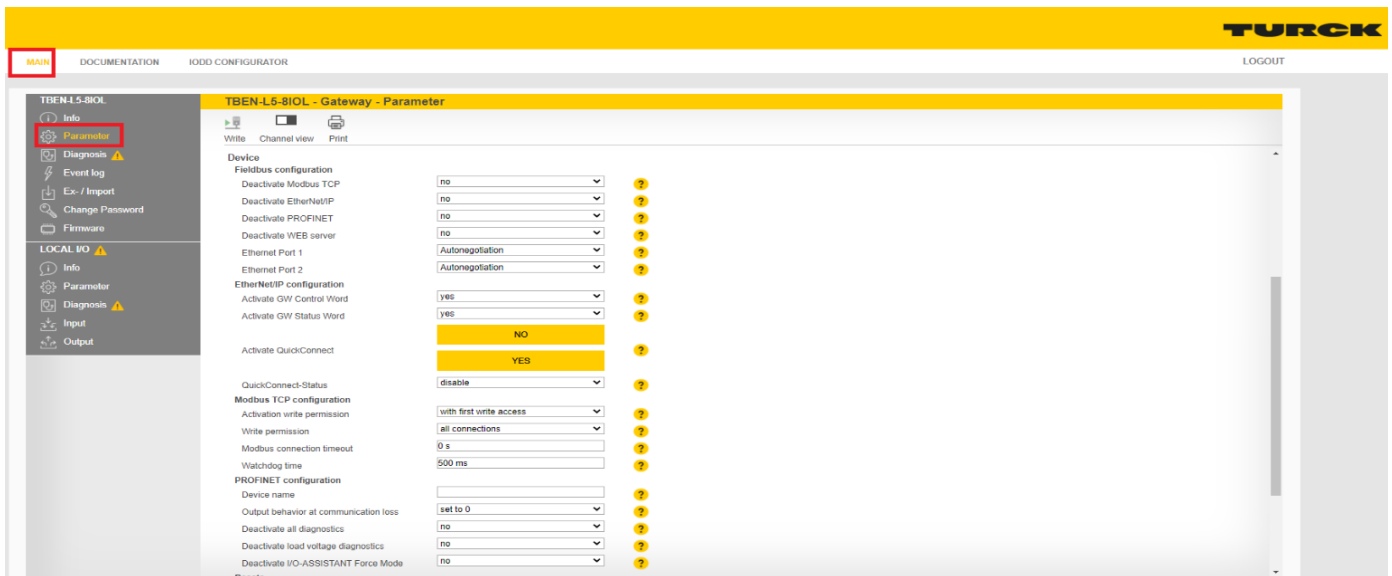 TURCK
MAIN DOCUMENTATION IODD CONFIGURATOR LOGOUT
TBEN-L5-8IOL
Info
Parameter
Diagnosis
Event log
Ex- / Import
Change Password
Firmware
LOCAL I/O
Info
Parameter
Diagnosis
Input
Output
TBEN-L5-8IOL - Gateway - Parameter
Write Channel view Print
Device
Fieldbus configuration
Deactivate Modbus TCP no ?
Deactivate EtherNet/IP no ?
Deactivate PROFINET no ?
Deactivate WEB server no ?
Ethernet Port 1 Autonegotiation ?
Ethernet Port 2 Autonegotiation ?
EtherNet/IP configuration
Activate GW Control Word yes ?
Activate GW Status Word yes ?
NO
Activate QuickConnect ?
YES
QuickConnect-Status disable ?
Modbus TCP configuration
Activation write permission with first write access ?
Write permission all connections ?
Modbus connection timeout 0 s ?
Watchdog time 500 ms ?
PROFINET configuration
Device name ?
Output behavior at communication loss set to 0 ?
Deactivate all diagnostics no ?
Deactivate load voltage diagnostics no ?
Deactivate I/O-ASSISTANT Force Mode no ?